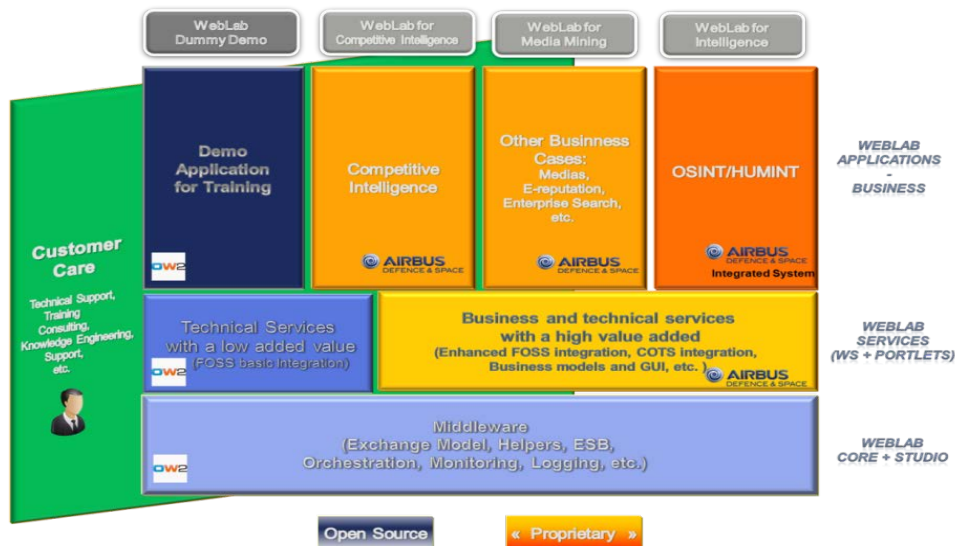 WebLab
Dummy Demo
WebLab for
Competitive Intelligence
WebLab for
Media Mining
WebLab for
Intelligence
Demo
Application
for Training
OW2
Competitive
Intelligence
AIRBUS
DEFENCE & SPACE
Other Businness
Cases:
Medias,
E-reputation,
Enterprise Search,
etc.
AIRBUS
DEFENCE & SPACE
OSINT/HUMINT
AIRBUS
DEFENCE & SPACE
Integrated System
WEBLAB
APPLICATIONS
-
BUSINESS
Customer
Care
Technical Support,
Training
Consulting,
Knowledge Engineering,
Support,
etc.
Technical Services
with a low added value
(FOSS basic Integration)
OW2
Business and technical services
with a high value added
(Enhanced FOSS integration, COTS integration,
Business models and GUI, etc. )
AIRBUS
DEFENCE & SPACE
WEBLAB
SERVICES
(WS + PORTLETS)
Middleware
(Exchange Model, Helpers, ESB,
Orchestration, Monitoring, Logging, etc.)
OW2
WEBLAB
CORE + STUDIO
Open Source
« Proprietary »